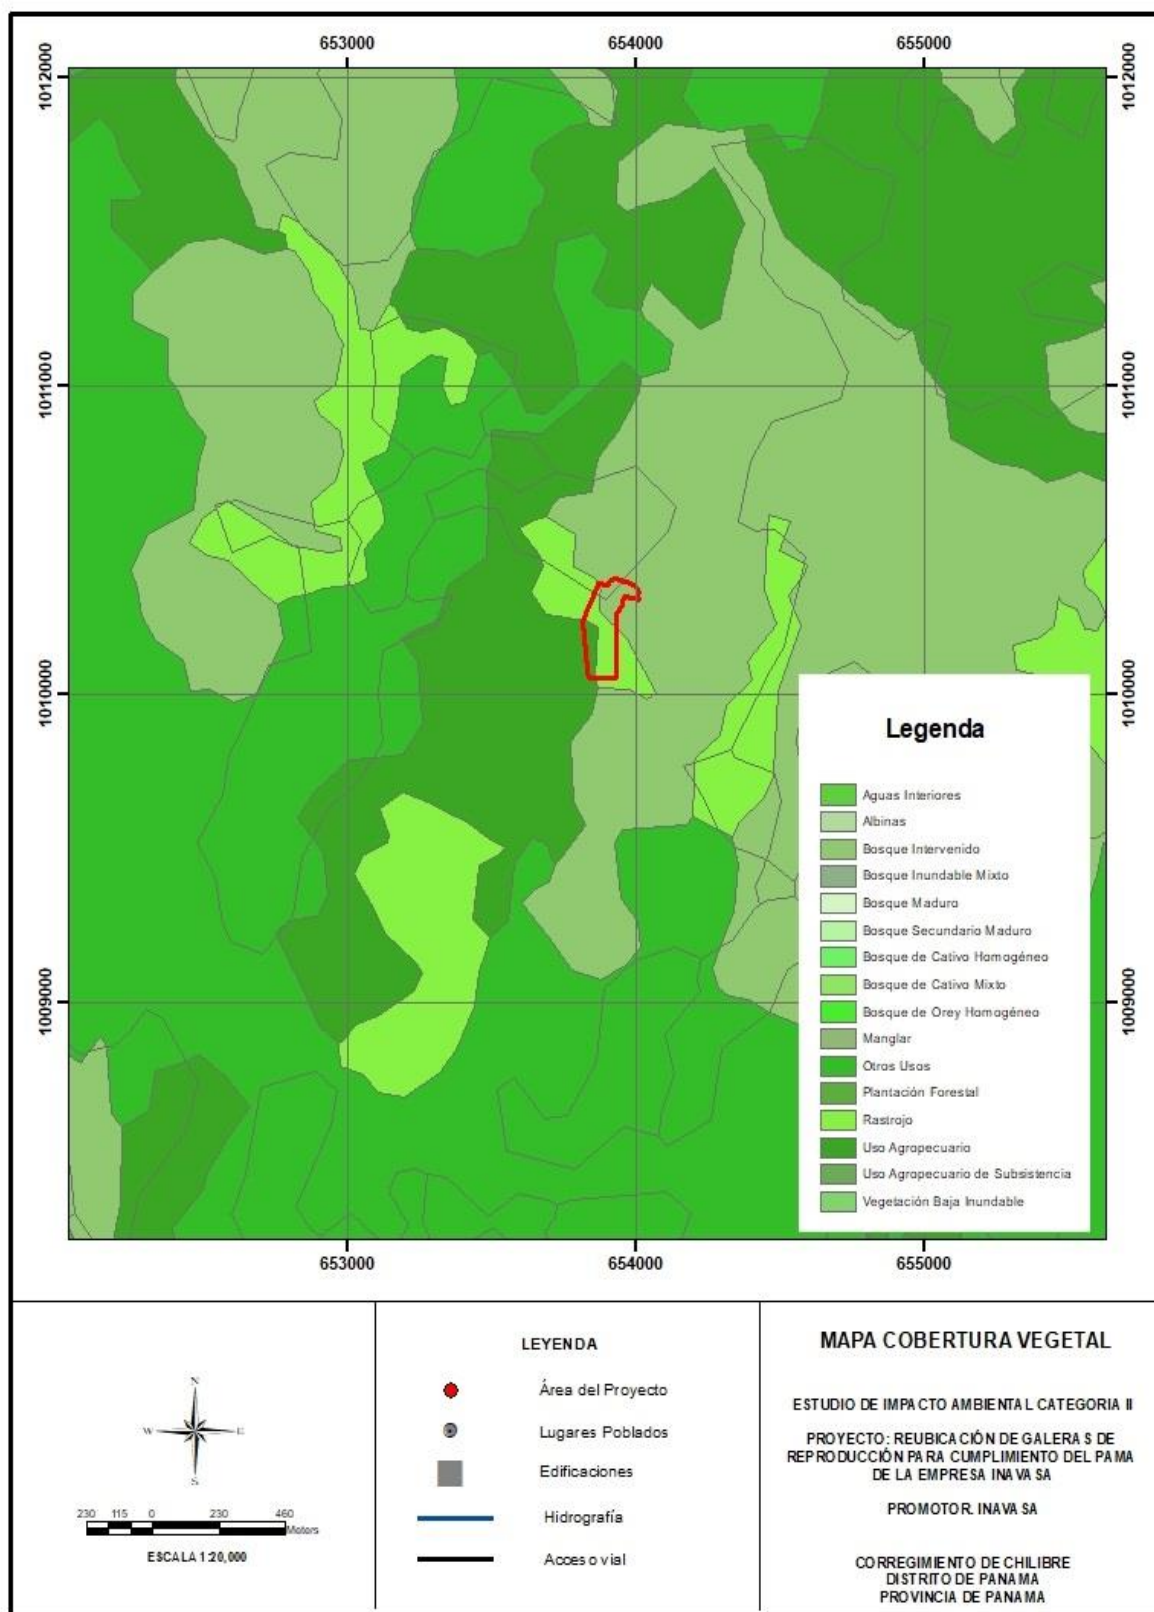 653000 654000 655000
1012000 1012000
1011000 1011000
1010000 1010000
1009000 1009000
653000 654000 655000
Legenda
Aguas Interiores
Albinas
Bosque Intervenido
Bosque Inundable Mixto
Bosque Maduro
Bosque Secundario Maduro
Bosque de Cativo Homogéneo
Bosque de Cativo Mixto
Bosque de Orey Homogéneo
Manglar
Otros Usos
Plantación Forestal
Rastrojo
Uso Agropecuario
Uso Agropecuario de Subsistencia
Vegetación Baja Inundable
N
W E
S
230 115 0 230 460
Meters
ESCALA 1:20,000
LEYENDA
Área del Proyecto
Lugares Poblados
Edificaciones
Hidrografía
Acceso vial
MAPA COBERTURA VEGETAL
ESTUDIO DE IMPACTO AMBIENTAL CATEGORIA II
PROYECTO: REUBICACIÓN DE GALERAS DE
REPRODUCCIÓN PARA CUMPLIMIENTO DEL PAMA
DE LA EMPRESA INAVASA
PROMOTOR. INAVASA
CORREGIMIENTO DE CHILIBRE
DISTRITO DE PANAMA
PROVINCIA DE PANAMA